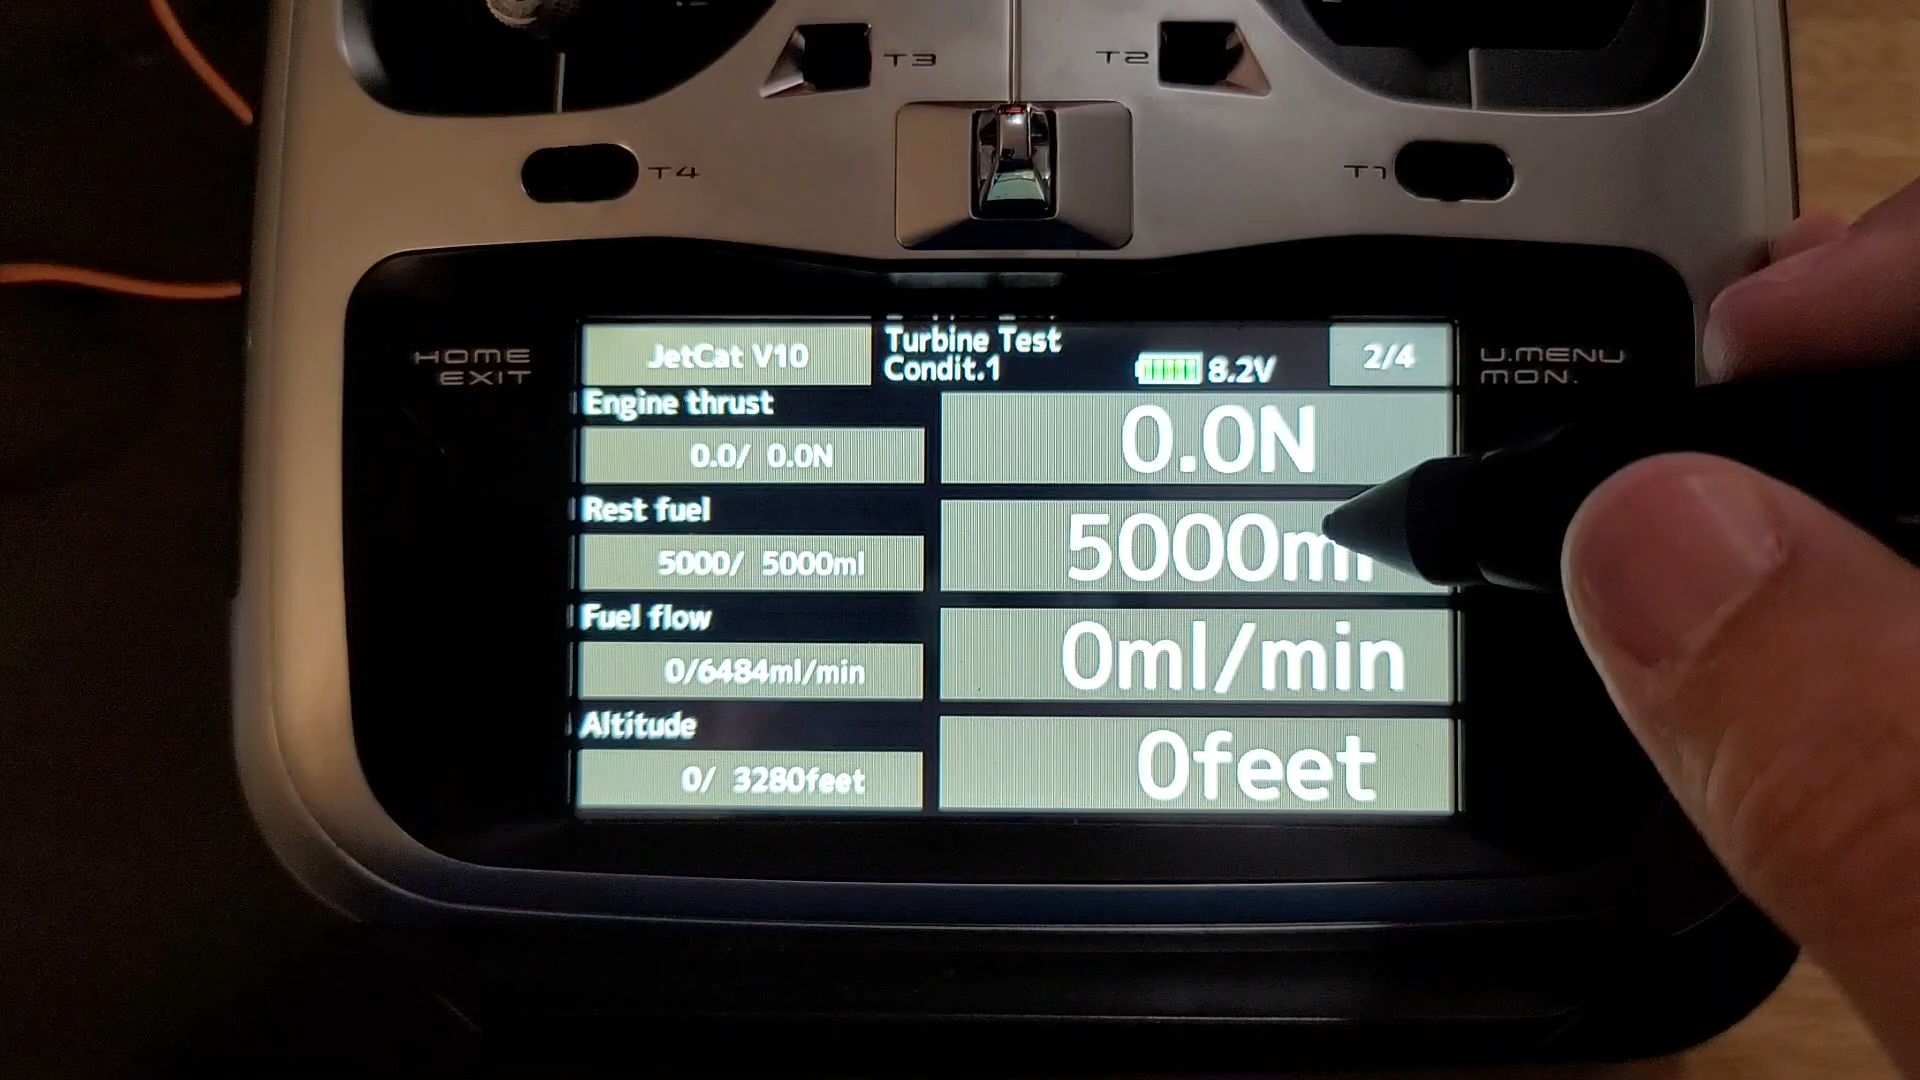 T3
T2
T4
T1
HOME
EXIT
U.MENU
MON.
JetCat V10
Turbine Test
Condit.1
8.2V
2/4
Engine thrust
0.0/ 0.0N
0.0N
Rest fuel
5000/ 5000ml
5000ml
Fuel flow
0/6484ml/min
0ml/min
Altitude
0/ 3280feet
0feet